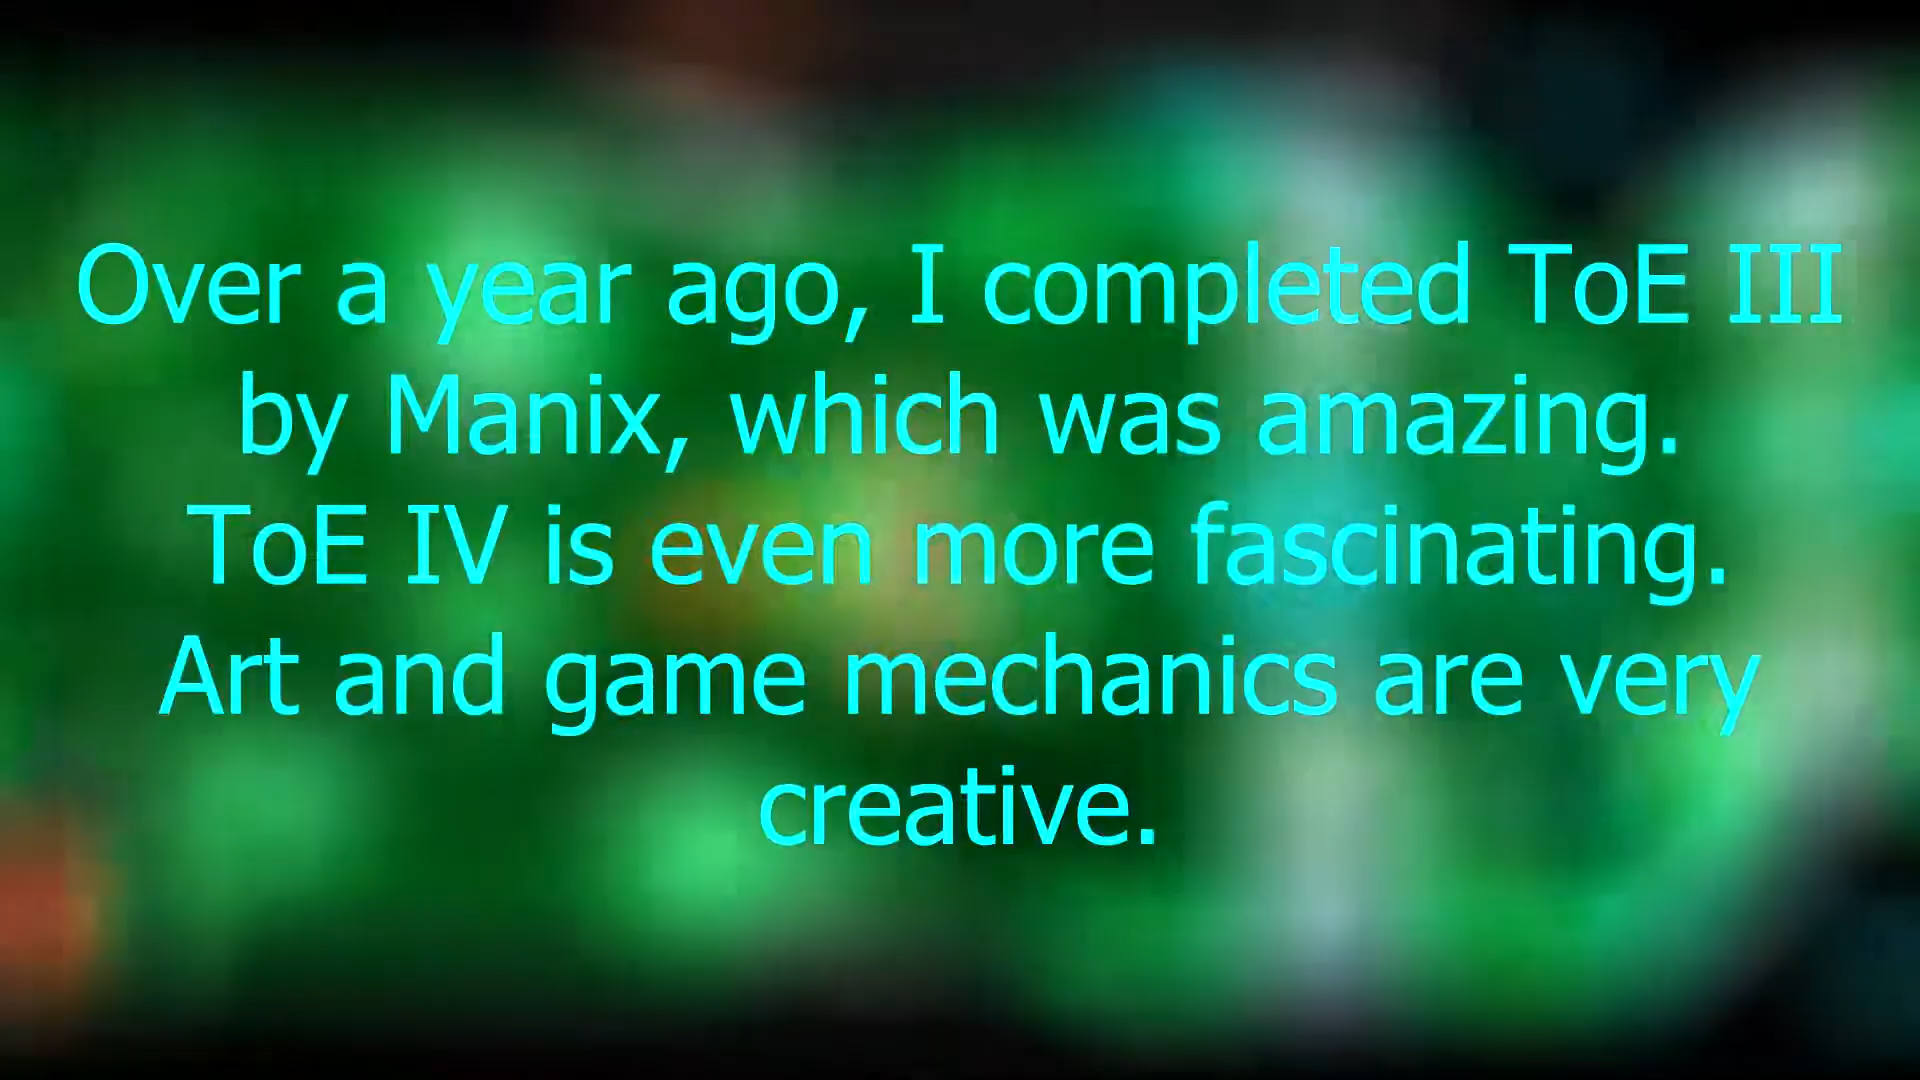 Over a year ago, I completed ToE III
by Manix, which was amazing.
ToE IV is even more fascinating.
Art and game mechanics are very
creative.